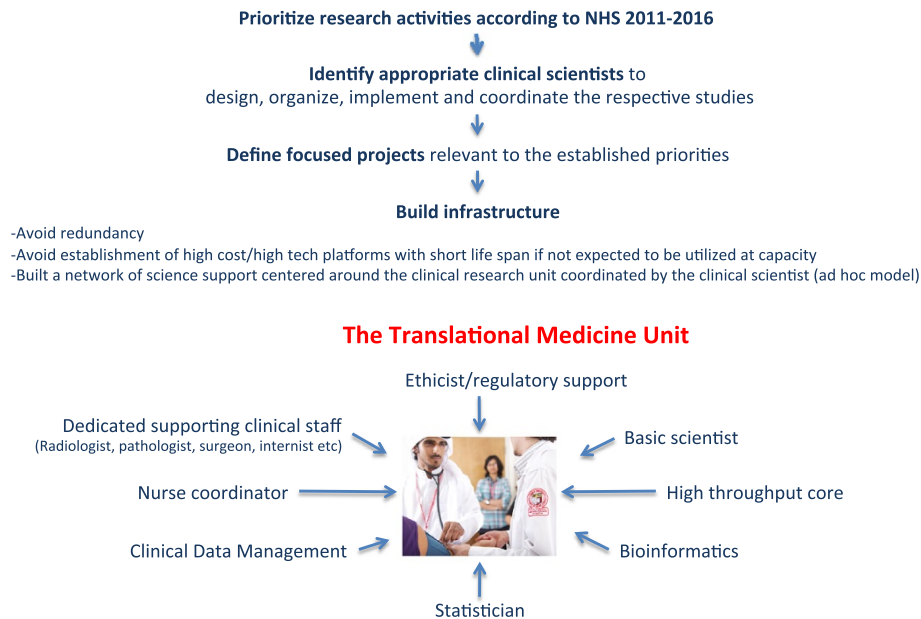 Prioritize research activities according to NHS 2011-2016
Identify appropriate clinical scientists to
design, organize, implement and coordinate the respective studies
Define focused projects relevant to the established priorities
Build infrastructure
-Avoid redundancy
-Avoid establishment of high cost/high tech platforms with short life span if not expected to be utilized at capacity
-Built a network of science support centered around the clinical research unit coordinated by the clinical scientist (ad hoc model)
The Translational Medicine Unit
Ethicist/regulatory support
Dedicated supporting clinical staff
(Radiologist, pathologist, surgeon, internist etc)
Basic scientist
Nurse coordinator
High throughput core
Clinical Data Management
Bioinformatics
Statistician